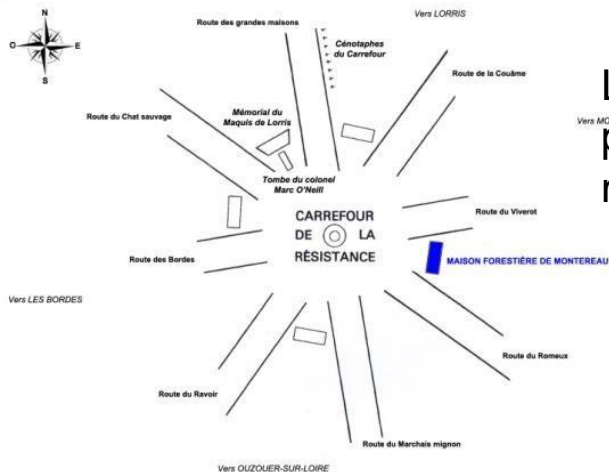 Vers LORRIS
N
O
E
S
Route des grandes maisons
Cénotaphes
du Carrefour
Route de la Couâme
Mémorial du
Maquis de Lorris
Route du Chat sauvage
Tombe du colonel
Marc O'Neill
CARREFOUR
DE LA
RÉSISTANCE
Route du Viverot
Route des Bordes
MAISON FORESTIÈRE DE MONTEREAU
Vers LES BORDES
Route du Romeux
Route du Ravoir
Route du Marchais mignon
Vers OUZOUER-SUR-LOIRE